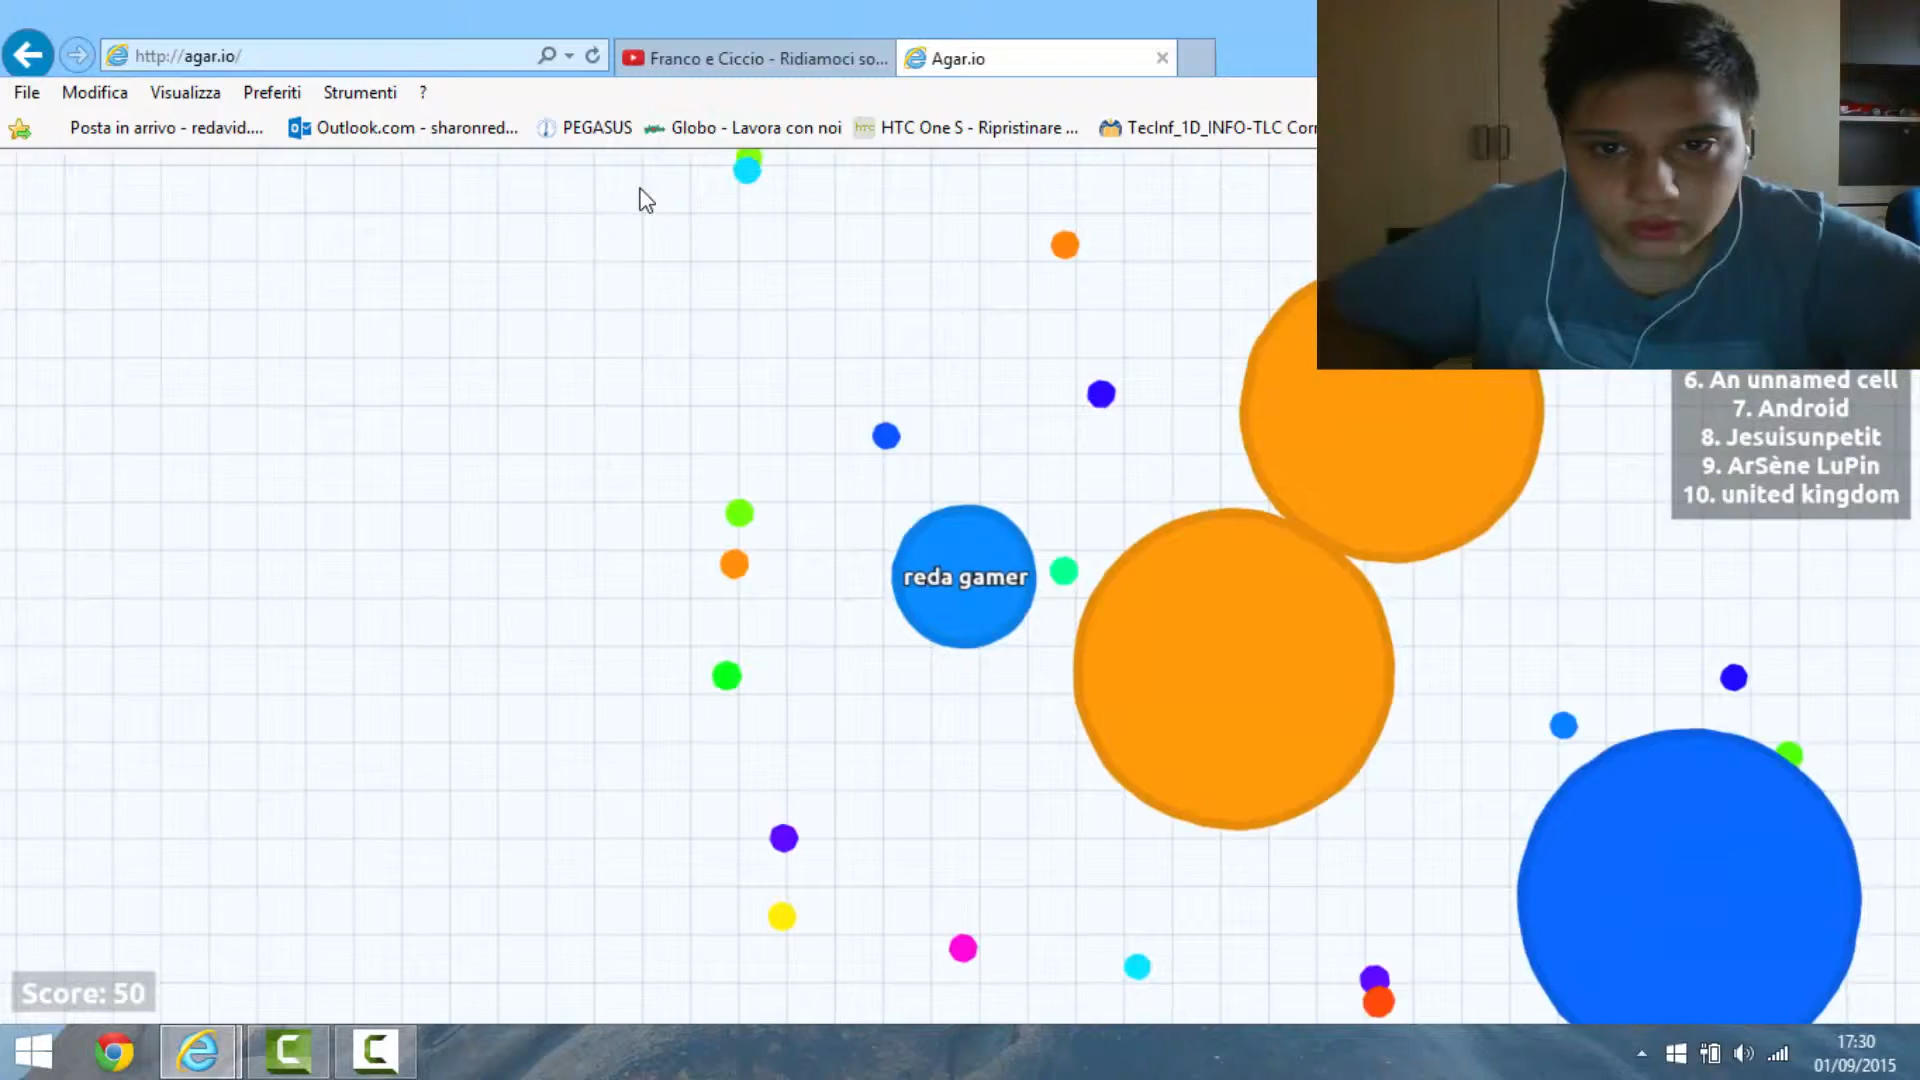 http://agar.io/
Franco e Ciccio - Ridiamoci so...
Agar.io
File Modifica Visualizza Preferiti Strumenti ?
Posta in arrivo - redavid.... Outlook.com - sharonred... PEGASUS Globo - Lavora con noi HTC One S - Ripristinare ... TecInf_1D_INFO-TLC Corr
6. An unnamed cell
7. Android
8. Jesuisunpetit
9. ArSène LuPin
10. united kingdom
reda gamer
Score: 50
17:30
01/09/2015